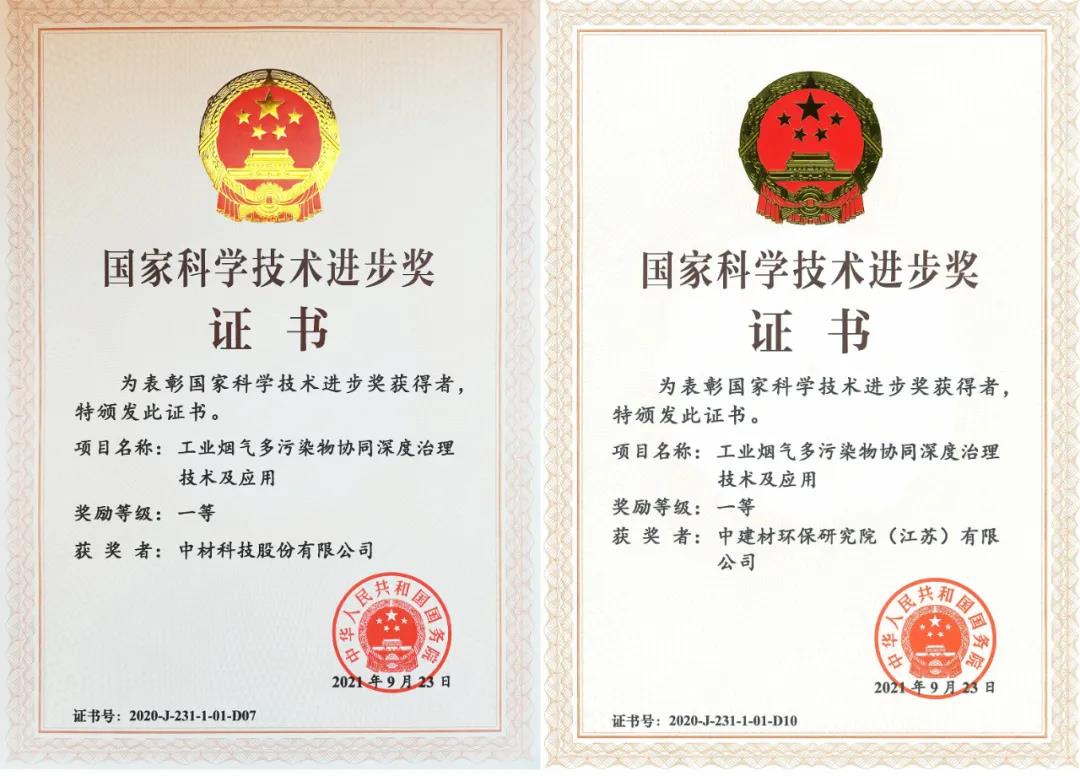 国家科学技术进步奖
证书
为表彰国家科学技术进步奖获得者，
特颁发此证书。
项目名称：工业烟气多污染物协同深度治理
技术及应用
奖励等级：一等
获奖者：中材科技股份有限公司
中华人民共和国国务院
2021年9月23日
证书号：2020-J-231-1-01-D07
国家科学技术进步奖
证书
为表彰国家科学技术进步奖获得者，
特颁发此证书。
项目名称：工业烟气多污染物协同深度治理
技术及应用
奖励等级：一等
获奖者：中建材环保研究院（江苏）有限
公司
中华人民共和国国务院
2021年9月23日
证书号：2020-J-231-1-01-D10